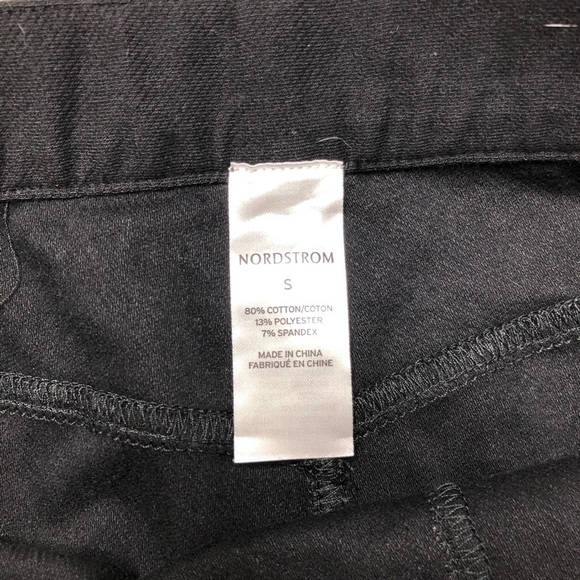 NORDSTROM
S
80% COTTON/COTON
13% POLYESTER
7% SPANDEX
MADE IN CHINA
FABRIQUÉ EN CHINE